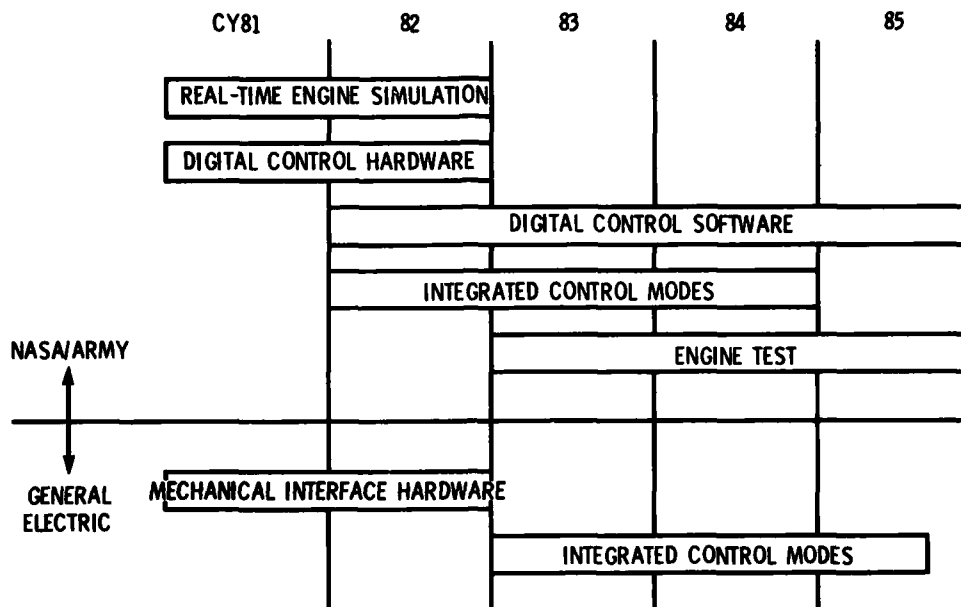 CY81 82 83 84 85
REAL-TIME ENGINE SIMULATION
DIGITAL CONTROL HARDWARE
DIGITAL CONTROL SOFTWARE
INTEGRATED CONTROL MODES
NASA/ARMY
ENGINE TEST
GENERAL
ELECTRIC
MECHANICAL INTERFACE HARDWARE
INTEGRATED CONTROL MODES